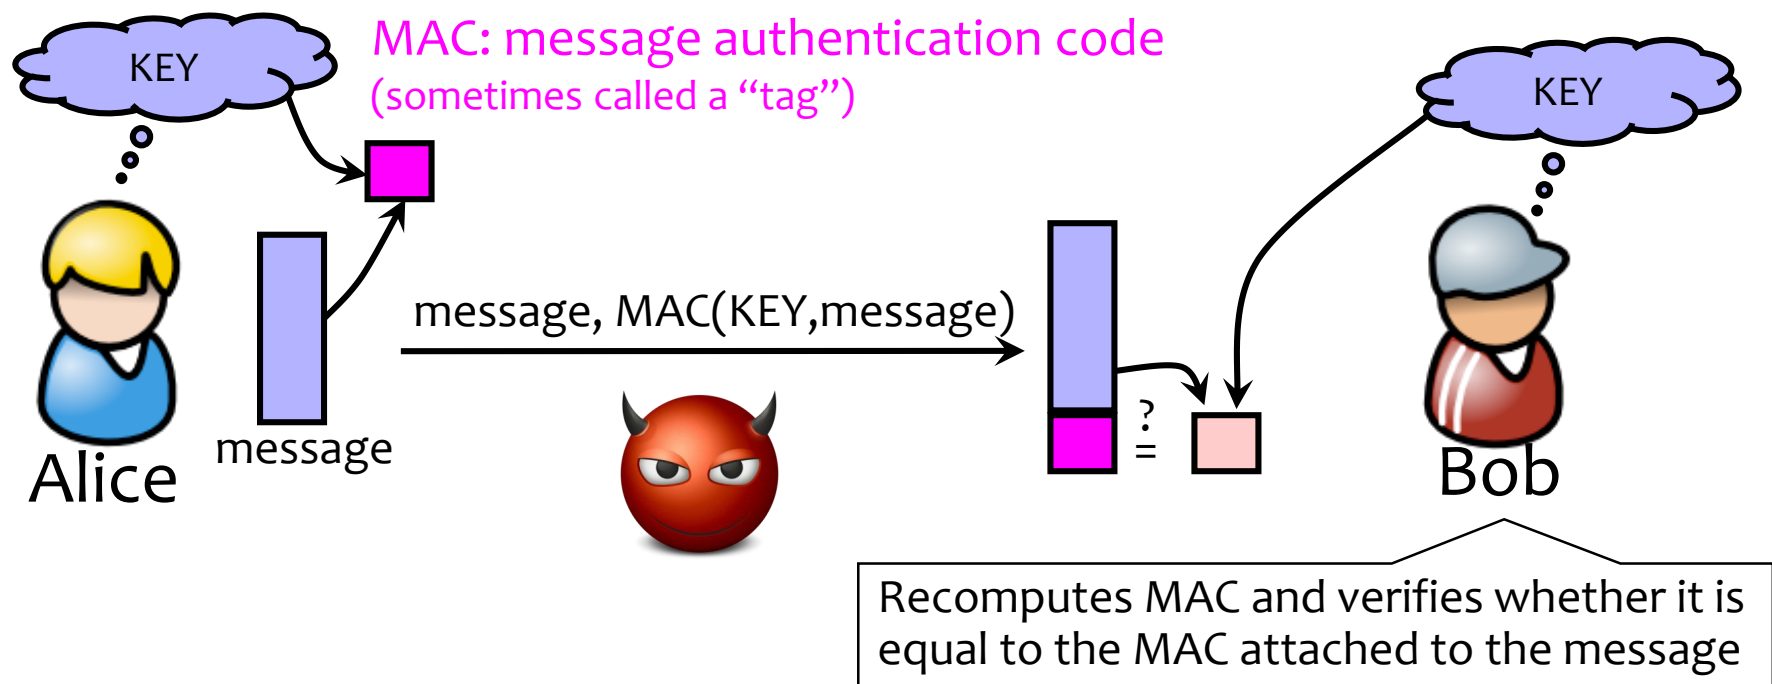 KEY
MAC: message authentication code
(sometimes called a “tag”)
KEY
message, MAC(KEY,message)
?
=
message
Alice
Bob
Recomputes MAC and verifies whether it is
equal to the MAC attached to the message